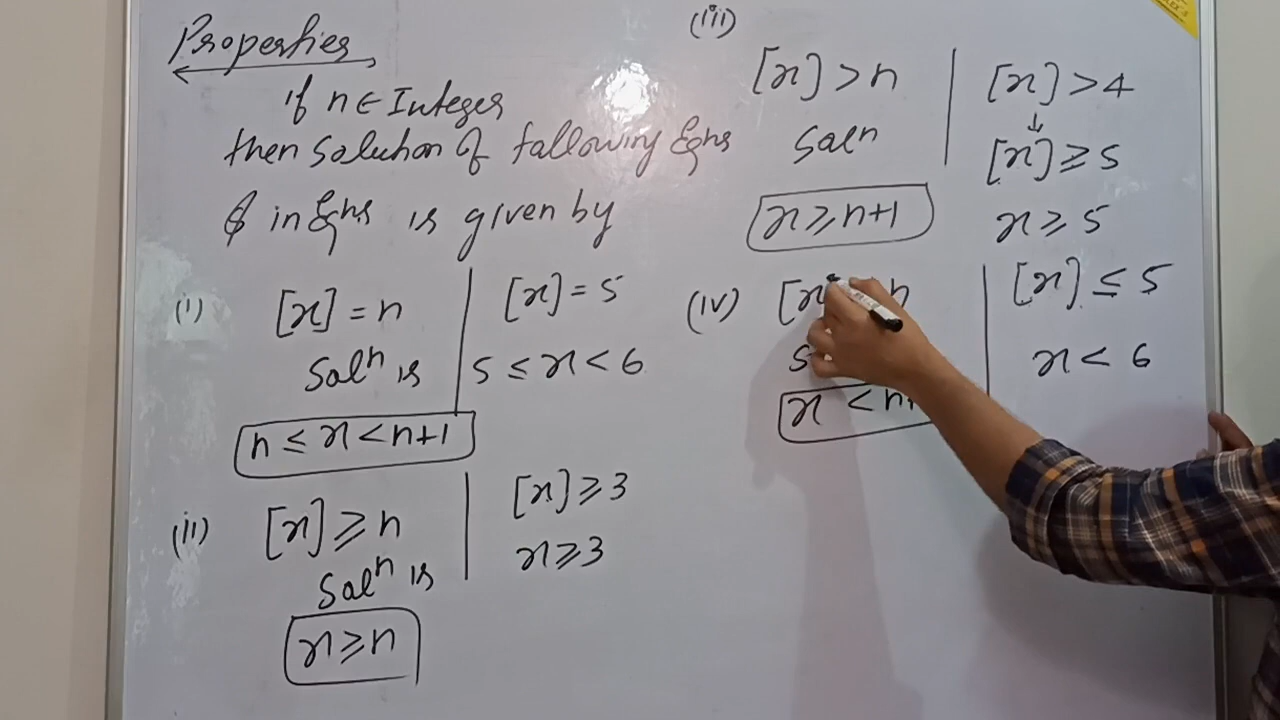 Properties
if n ∈ Integer
then solution of following Eqns
& in Eqns is given by
(i) [x] = n
Solⁿ is
n ≤ x < n+1
[x] = 5
5 ≤ x < 6
(ii) [x] ≥ n
Solⁿ is
x ≥ n
[x] ≥ 3
x ≥ 3
(iii)
[x] > n
Solⁿ
x ≥ n+1
[x] > 4
↓
[x] ≥ 5
x ≥ 5
(iv) [x n
S
x < n+
[x] ≤ 5
x < 6